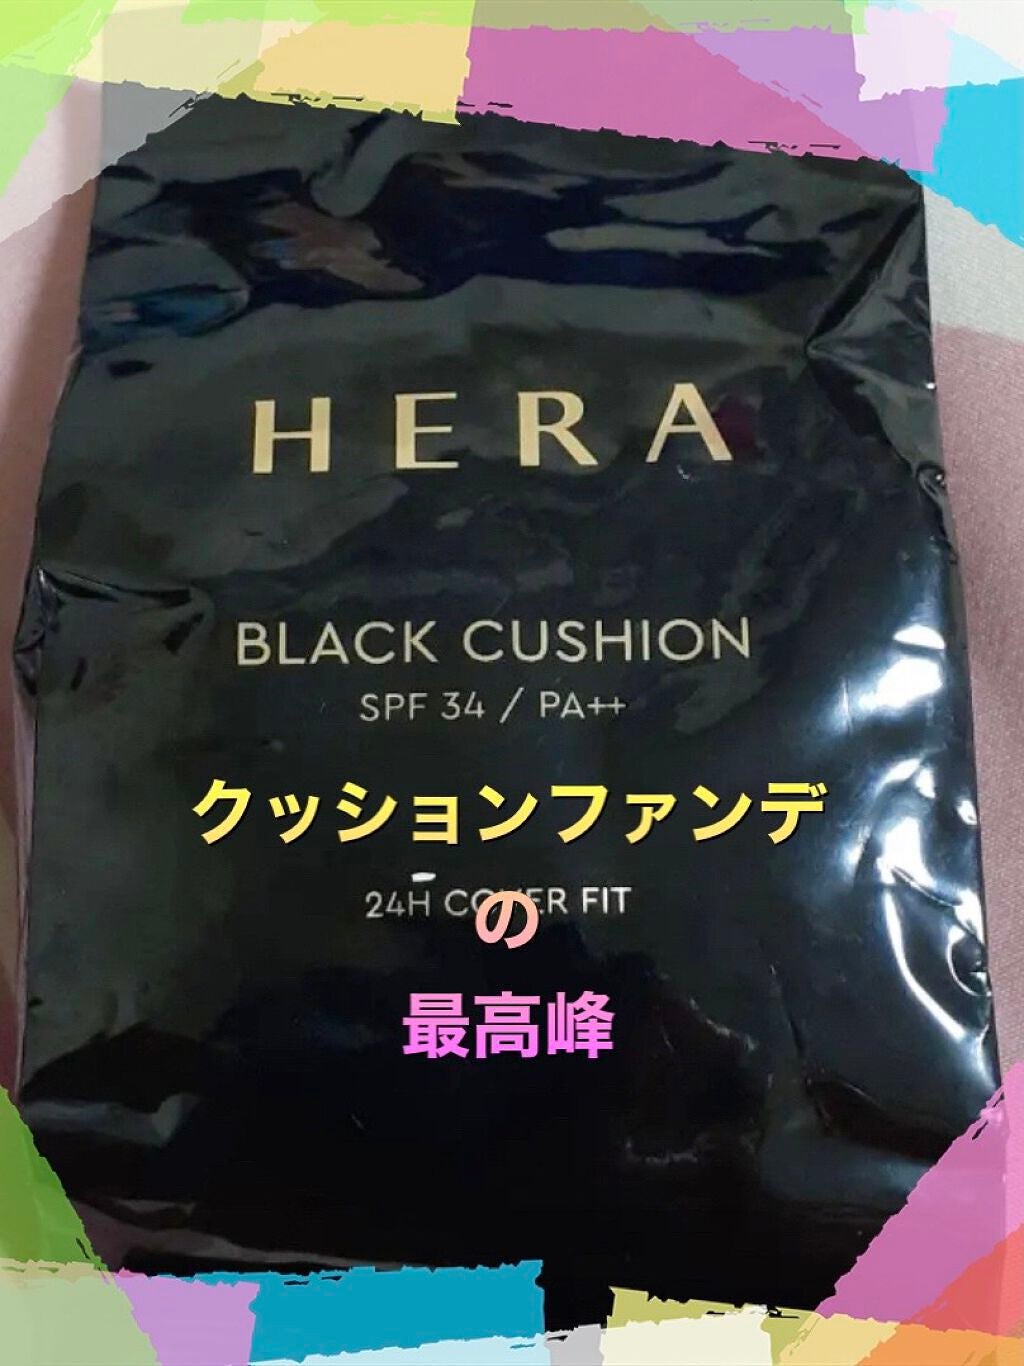 HERA
BLACK CUSHION
SPF 34 / PA++
クッションファンデ
24H COVER FIT
の
最高峰